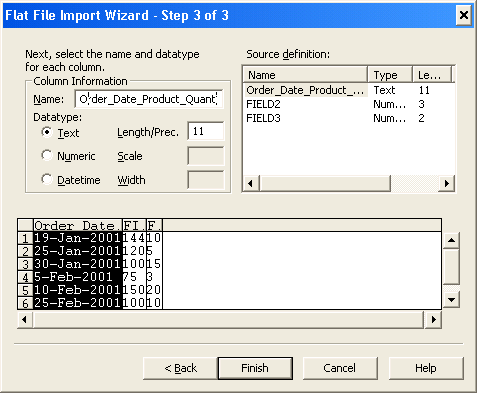 Flat File Import Wizard - Step 3 of 3
Next, select the name and datatype
for each column.
Column Information
Name: Order_Date_Product_Quant
Datatype:
Text Length/Prec. 11
Numeric Scale
Datetime Width
Source definition:
Name Type Le...
Order_Date_Product_... Text 11
FIELD2 Num... 3
FIELD3 Num... 2
Order Date. FI. F.
1 19-Jan-2001 144 10
2 25-Jan-2001 120 5
3 30-Jan-2001 100 15
4 5-Feb-2001 75 3
5 10-Feb-2001 150 20
6 25-Feb-2001 100 10
< Back Finish Cancel Help